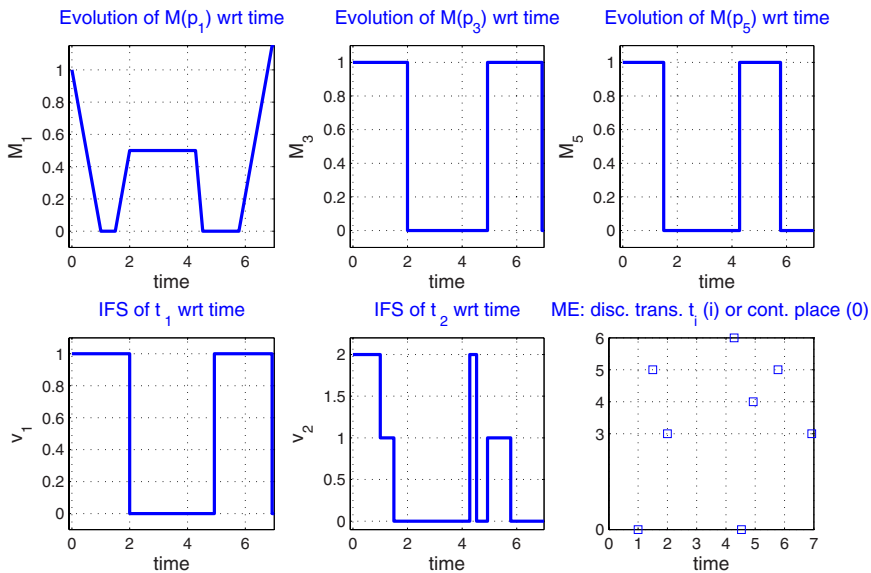 Evolution of M(p₁) wrt time
Evolution of M(p₃) wrt time
Evolution of M(p₅) wrt time
1
0.8
0.6
0.4
0.2
0
M₁
0 2 4 6
time
1
0.8
0.6
0.4
0.2
0
M₃
0 2 4 6
time
1
0.8
0.6
0.4
0.2
0
M₅
0 2 4 6
time
IFS of t ₁ wrt time
IFS of t ₂ wrt time
ME: disc. trans. tᵢ (i) or cont. place (0)
1
0.8
0.6
0.4
0.2
0
v₁
0 2 4 6
time
2
1.5
1
0.5
0
v₂
0 2 4 6
time
6
5
4
3
0
0 1 2 3 4 5 6 7
time